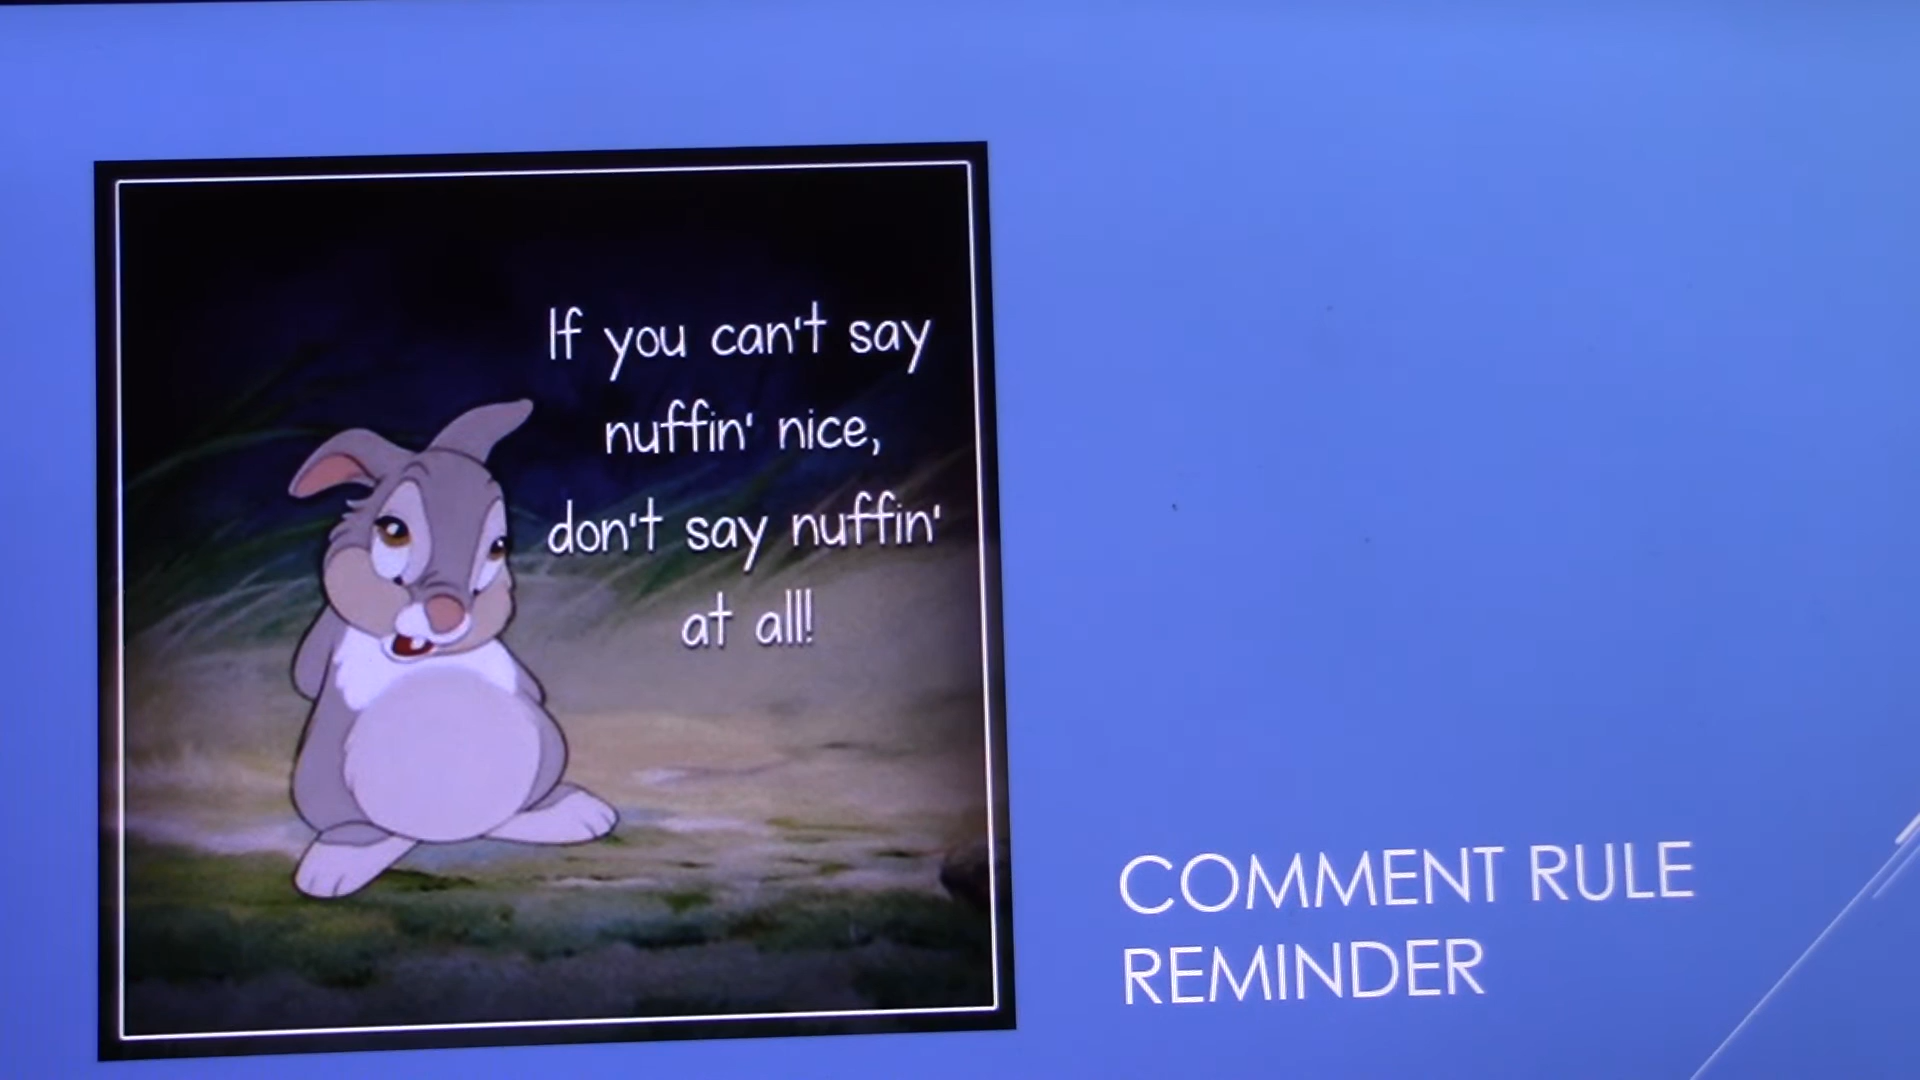 If you can't say
nuffin' nice,
don't say nuffin'
at all!
COMMENT RULE
REMINDER